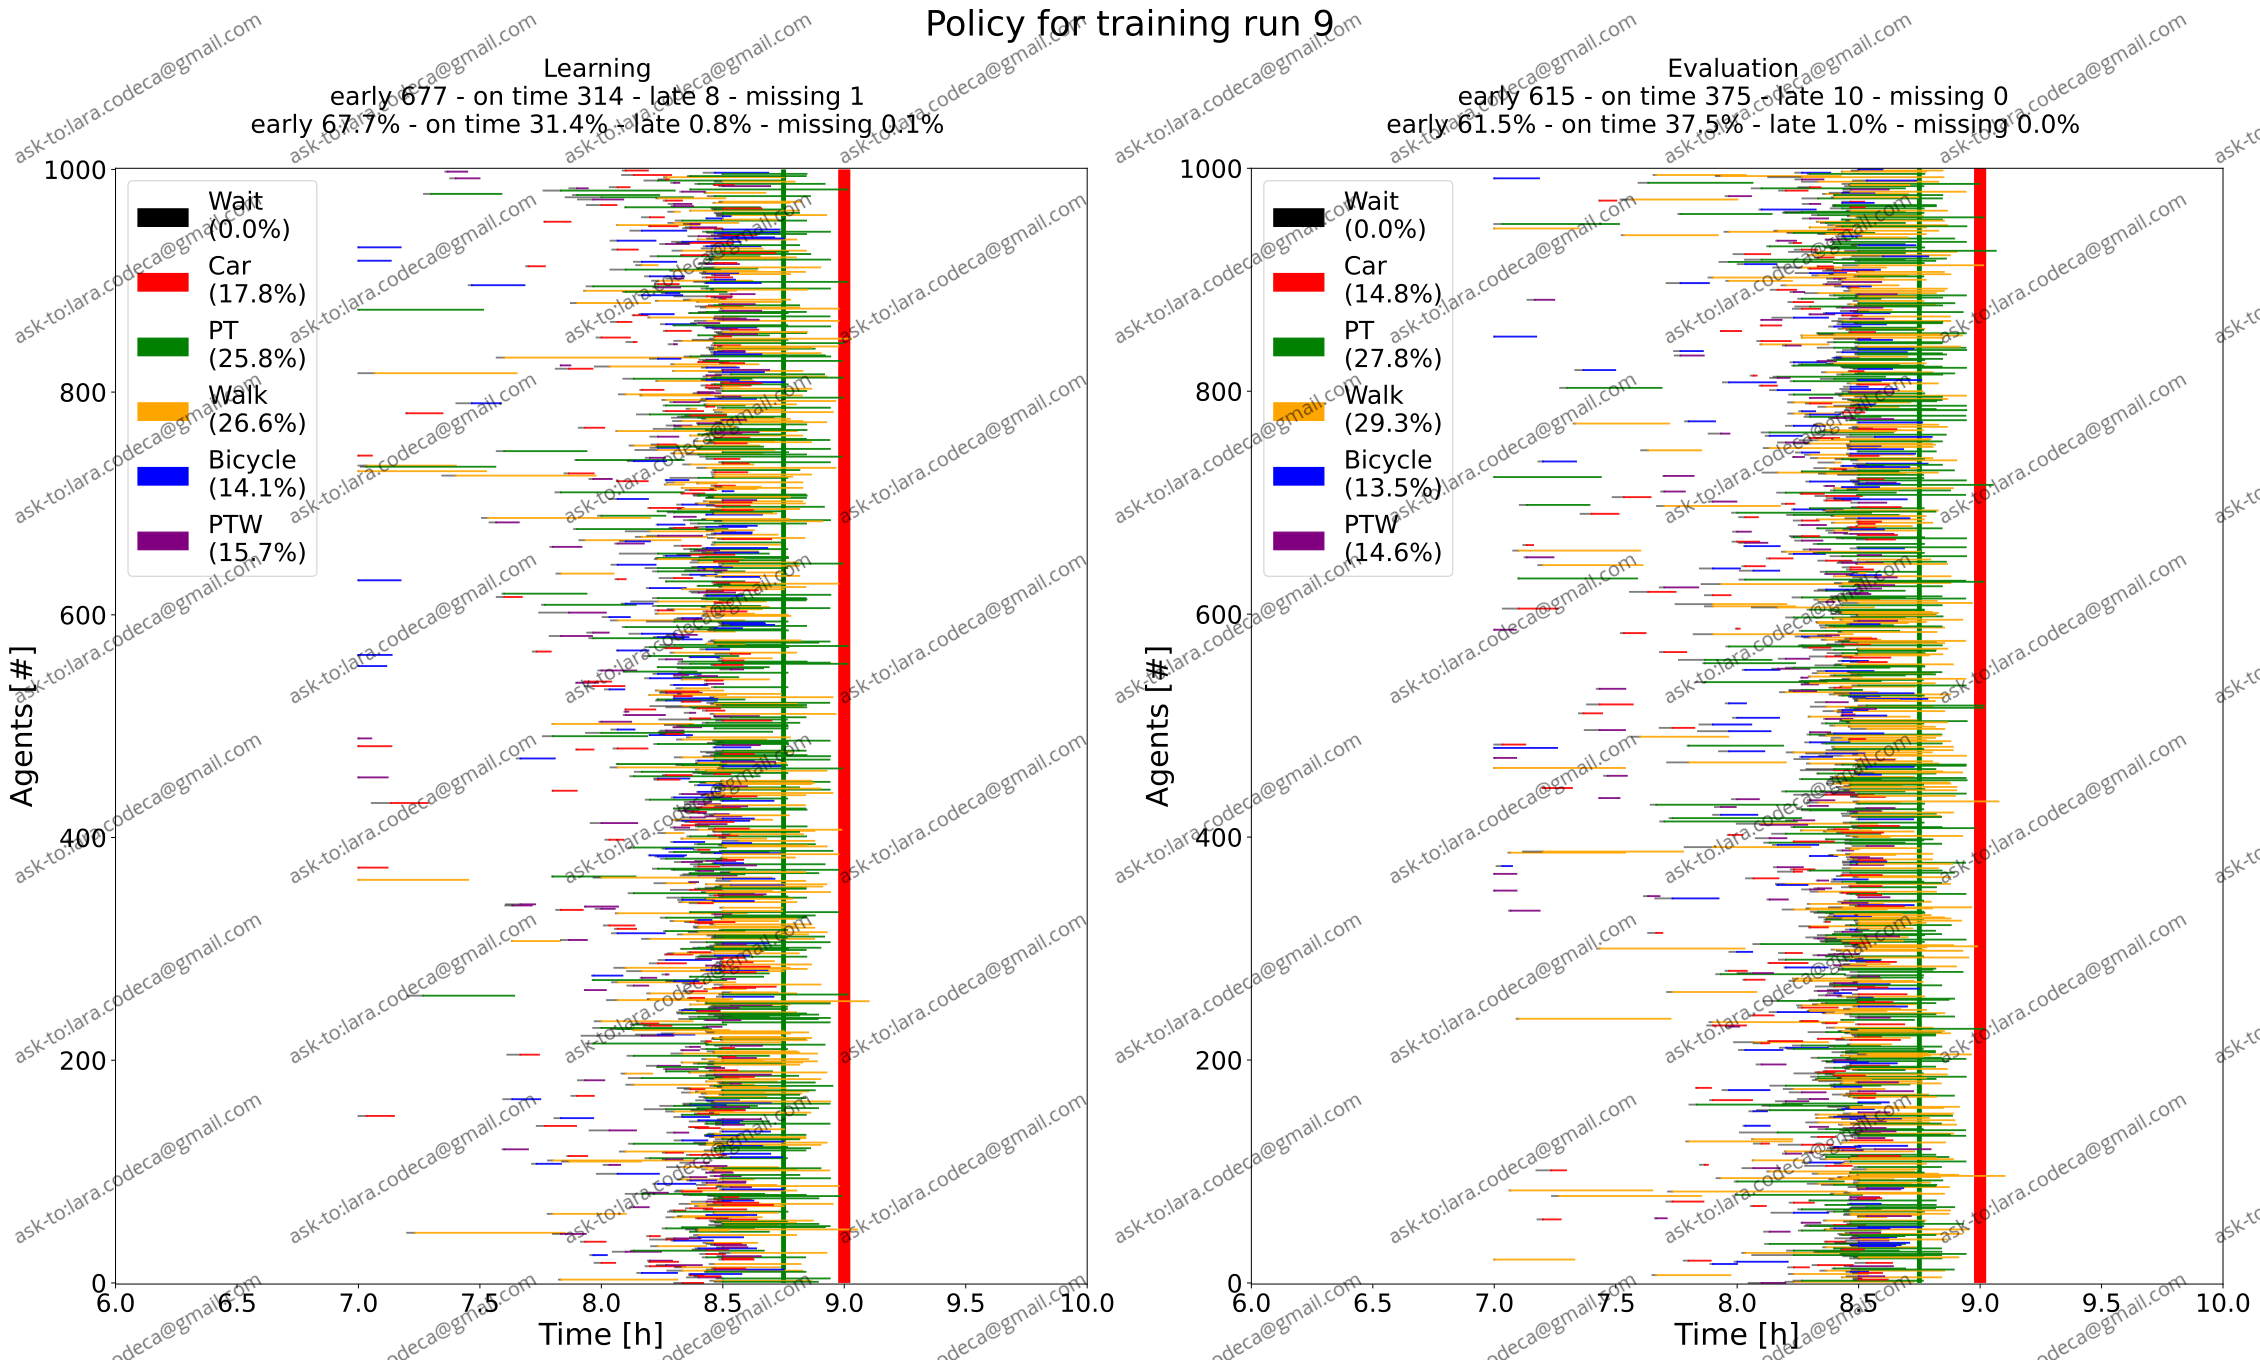 Policy for training run 9
Learning
early 677 - on time 314 - late 8 - missing 1
early 67.7% - on time 31.4% - late 0.8% - missing 0.1%
Wait
(0.0%)
Car
(17.8%)
PT
(25.8%)
Walk
(26.6%)
Bicycle
(14.1%)
PTW
(15.7%)
1000
800
600
400
200
0
Agents [#]
6.0 6.5 7.0 7.5 8.0 8.5 9.0 9.5 10.0
Time [h]
Evaluation
early 615 - on time 375 - late 10 - missing 0
early 61.5% - on time 37.5% - late 1.0% - missing 0.0%
Wait
(0.0%)
Car
(14.8%)
PT
(27.8%)
Walk
(29.3%)
Bicycle
(13.5%)
PTW
(14.6%)
1000
800
600
400
200
0
Agents [#]
6.0 6.5 7.0 7.5 8.0 8.5 9.0 9.5 10.0
Time [h]
ask-to:lara.codeca@gmail.com